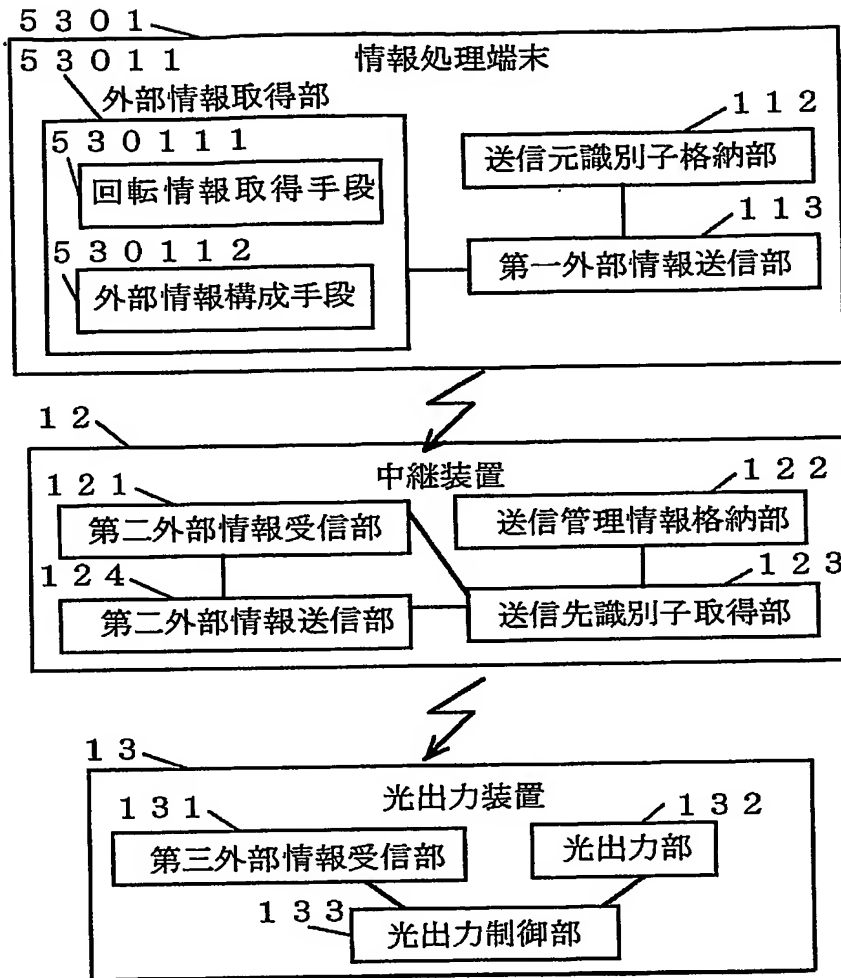 ５３０１
５３０１１
情報処理端末
外部情報取得部
５３０１１１
回転情報取得手段
５３０１１２
外部情報構成手段
１１２
送信元識別子格納部
１１３
第一外部情報送信部
１２
中継装置
１２１
第二外部情報受信部
１２２
送信管理情報格納部
１２４
第二外部情報送信部
１２３
送信先識別子取得部
１３
光出力装置
１３１
第三外部情報受信部
１３２
光出力部
１３３
光出力制御部